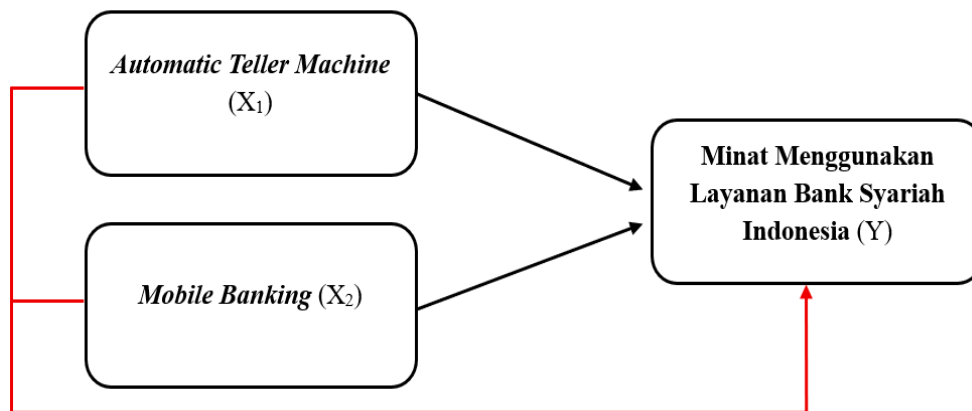 Automatic Teller Machine
(X₁)
Mobile Banking (X₂)
Minat Menggunakan
Layanan Bank Syariah
Indonesia (Y)